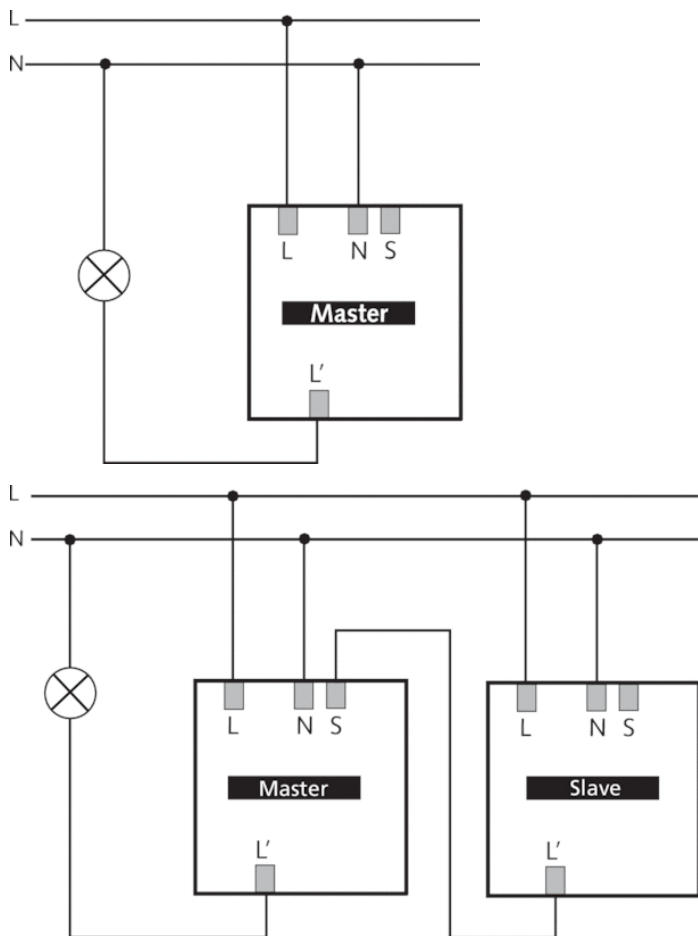 L
N
L N S
Master
L′
L
N
L N S L N S
Master Slave
L′ L′